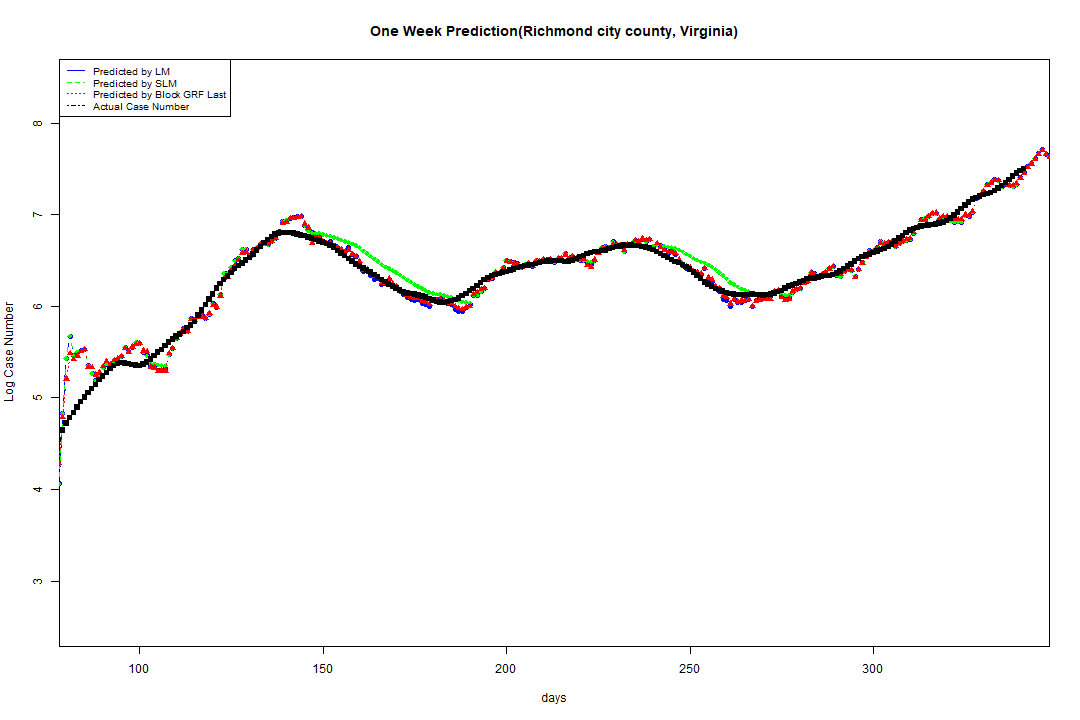 One Week Prediction(Richmond city county, Virginia)
Predicted by LM
Predicted by SLM
Predicted by Block GRF Last
Actual Case Number
Log Case Number
8
7
6
5
4
3
100 150 200 250 300
days